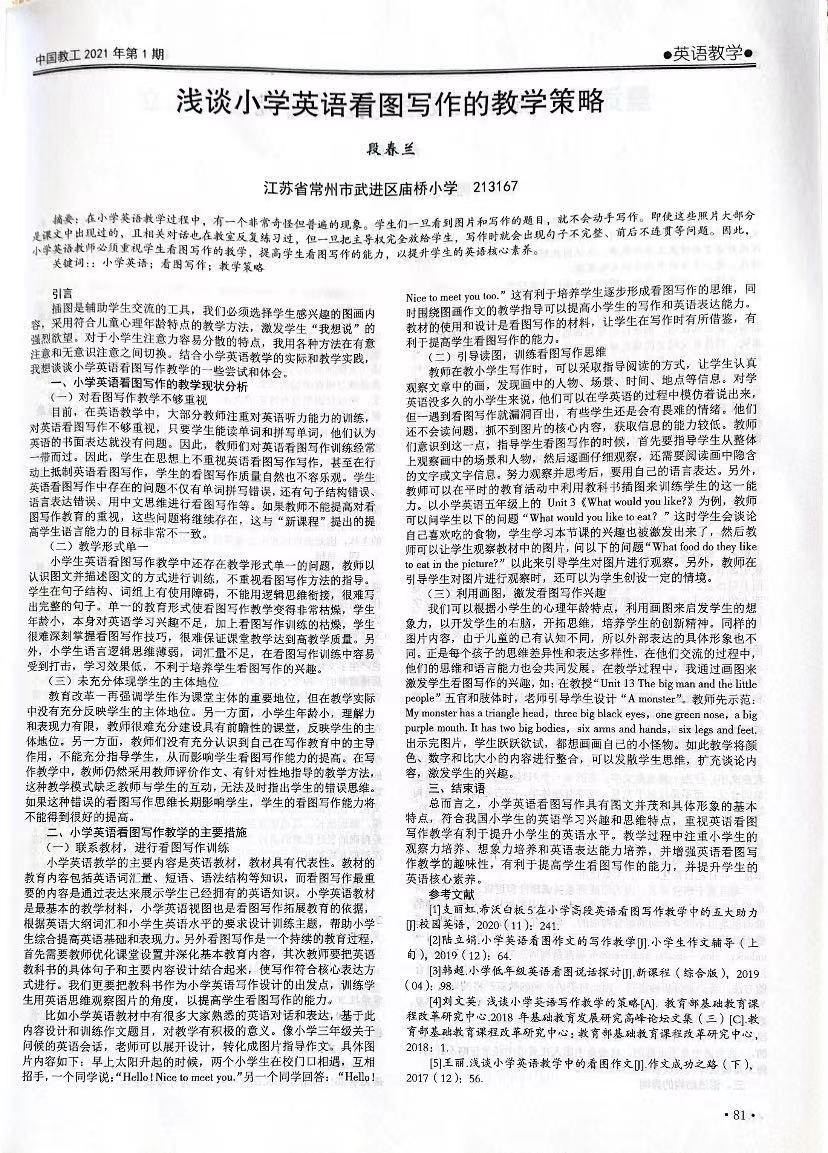 中国教工 2021 年第 1 期
●英语教学●
浅谈小学英语看图写作的教学策略
段春兰
江苏省常州市武进区庙桥小学 213167
摘要：在小学英语教学过程中，有一个非常奇怪但普遍的现象。学生们一旦看到图片和写作的题目，就不会动手写作。即使这些照片大部分
是课文中出现过的，且相关对话也在教室反复练习过，但一旦把主导权完全放给学生，写作时就会出现句子不完整、前后不连贯等问题。因此，
小学英语教师必须重视学生看图写作的教学，提高学生看图写作的能力，以提升学生的英语核心素养。
关键词：：小学英语；看图写作；教学策略
引言
插图是辅助学生交流的工具，我们必须选择学生感兴趣的图画内
容，采用符合儿童心理年龄特点的教学方法，激发学生“我想说”的
强烈欲望。对于小学生注意力容易分散的特点，我用各种方法在有意
注意和无意识注意之间切换。结合小学英语教学的实际和教学实践，
我想谈谈小学英语看图写作教学的一些尝试和体会。
一、小学英语看图写作的教学现状分析
（一）对看图写作教学不够重视
目前，在英语教学中，大部分教师注重对英语听力能力的训练，
对英语看图写作不够重视，只要学生能读单词和拼写单词，他们认为
英语的书面表达就没有问题。因此，教师们对英语看图写作训练经常
一带而过。因此，学生在思想上不重视英语看图写作写作，甚至在行
动上抵制英语看图写作，学生的看图写作质量自然也不容乐观。学生
英语看图写作中存在的问题不仅有单词拼写错误，还有句子结构错误、
语言表达错误、用中文思维进行看图写作等。如果教师不能提高对看
图写作教育的重视，这些问题将继续存在，这与“新课程”提出的提
高学生语言能力的目标非常不一致。
（二）教学形式单一
小学生英语看图写作教学中还存在教学形式单一的问题，教师以
认识图文并描述图文的方式进行训练，不重视看图写作方法的指导。
学生在句子结构、词组上有使用障碍，不能用逻辑思维衔接，很难写
出完整的句子。单一的教育形式使看图写作教学变得非常枯燥，学生
年龄小，本身对英语学习兴趣不足，加上看图写作训练的枯燥，学生
很难深刻掌握看图写作技巧，很难保证课堂教学达到高教学质量。另
外，小学生语言逻辑思维薄弱，词汇量不足，在看图写作训练中容易
受到打击，学习效果低，不利于培养学生看图写作的兴趣。
（三）未充分体现学生的主体地位
教育改革一再强调学生作为课堂主体的重要地位，但在教学实际
中没有充分反映学生的主体地位。另一方面，小学生年龄小，理解力
和表现力有限，教师很难充分建设具有前瞻性的课堂，反映学生的主
体地位。另一方面，教师们没有充分认识到自己在写作教育中的主导
作用，不能充分指导学生，从而影响学生看图写作能力的提高。在写
作教学中，教师仍然采用教师评价作文、有针对性地指导的教学方法，
这种教学模式缺乏教师与学生的互动，无法及时指出学生的错误思维。
如果这种错误的看图写作思维长期影响学生，学生的看图写作能力将
不能得到很好的提高。
二、小学英语看图写作教学的主要措施
（一）联系教材，进行看图写作训练
小学英语教学的主要内容是英语教材，教材具有代表性。教材的
教育内容包括英语词汇量、短语、语法结构等知识，而看图写作最重
要的内容是通过表达来展示学生已经拥有的英语知识。小学英语教材
是最基本的教学材料，小学英语视图也是看图写作拓展教育的依据，
根据英语大纲词汇和小学生英语水平的要求设计训练主题，帮助小学
生综合提高英语基础和表现力。另外看图写作是一个持续的教育过程，
首先需要教师优化课堂设置并深化基本教育内容，其次教师要把英语
教科书的具体句子和主要内容设计结合起来，使写作符合核心表达方
式进行。我们更要把教科书作为小学英语写作设计的出发点，训练学
生用英语思维观察图片的角度，以提高学生看图写作的能力。
比如小学英语教材中有很多大家熟悉的英语对话和表达，基于此
内容设计和训练作文题目，对教学有积极的意义。像小学三年级关于
问候的英语会话，老师可以展开设计，转化成图片指导作文。具体图
片内容如下：早上太阳升起的时候，两个小学生在校门口相遇，互相
招手，一个同学说：“Hello! Nice to meet you.”另一个同学回答：“Hello!
Nice to meet you too.”这有利于培养学生逐步形成看图写作的思维，同
时围绕图画作文的教学指导可以提高小学生的写作和英语表达能力。
教材的使用和设计是看图写作的材料，让学生在写作时有所借鉴，有
利于提高学生看图写作的能力。
（二）引导读图，训练看图写作思维
教师在教小学生写作时，可以采取指导阅读的方式，让学生认真
观察文章中的画，发现画中的人物、场景、时间、地点等信息。对学
英语没多久的小学生来说，他们可以在学英语的过程中模仿着说出来，
但一遇到看图写作就漏洞百出，有些学生还是会有畏难的情绪。他们
还不会读问题，抓不到图片的核心内容，获取信息的能力较低。教师
们意识到这一点，指导学生看图写作的时候，首先要指导学生从整体
上观察画中的场景和人物，然后逐画仔细观察，还需要阅读画中隐含
的文字或文字信息。努力观察并思考后，要用自己的语言表达。另外，
教师可以在平时的教育活动中利用教科书插图来训练学生的这一能
力。以小学英语五年级上的 Unit 3《What would you like?》为例，教师
可以问学生以下的问题“What would you like to eat？”这时学生会谈论
自己喜欢吃的食物，学生学习本节课的兴趣也被激发出来了，然后教
师可以让学生观察教材中的图片，问以下的问题“What food do they like
to eat in the picture?”以此来引导学生对图片进行观察。另外，教师在
引导学生对图片进行观察时，还可以为学生创设一定的情境。
（三）利用画图，激发看图写作兴趣
我们可以根据小学生的心理年龄特点，利用画图来启发学生的想
象力，以开发学生的右脑，开拓思维，培养学生的创新精神。同样的
图片内容，由于儿童的已有认知不同，所以外部表达的具体形象也不
同。正是每个孩子的思维差异性和表达多样性，在他们交流的过程中，
他们的思维和语言能力也会共同发展。在教学过程中，我通过画图来
激发学生看图写作的兴趣，如：在教授“Unit 13 The big man and the little
people”五官和肢体时，老师引导学生设计“A monster”。教师先示范：
My monster has a triangle head，three big black eyes，one green nose，a big
purple mouth. It has two big bodies，six arms and hands，six legs and feet.
出示完图片，学生跃跃欲试，都想画画自己的小怪物。如此教学将颜
色、数字和比大小的内容进行整合，可以发散学生思维，扩充谈论内
容，激发学生的兴趣。
三、结束语
总而言之，小学英语看图写作具有图文并茂和具体形象的基本
特点，符合我国小学生的英语学习兴趣和思维特点，重视英语看图
写作教学有利于提升小学生的英语水平。教学过程中注重小学生的
观察力培养、想象力培养和英语表达能力培养，并增强英语看图写
作教学的趣味性，有利于提高学生看图写作的能力，并提升学生的
英语核心素养。
参考文献
[1]支丽虹.布沃白板 5 在小学高段英语看图写作教学中的五大助力
[J].校园英语，2020（11）：241.
[2]陆立娟.小学英语看图作文的写作教学[J].小学生作文辅导（上
旬），2019（12）：64.
[3]韩超.小学低年级英语看图说话探讨[J].新课程（综合版），2019
（04）：98.
[4]刘文英：浅谈小学英语写作教学的策略[A]. 教育部基础教育课
程改革研究中心.2018 年基础教育发展研究高峰论坛文集（三）[C].教
育部基础教育课程改革研究中心：教育部基础教育课程改革研究中心，
2018：1.
[5]王丽.浅谈小学英语教学中的看图作文[J].作文成功之路（下），
2017（12）：56.
·81·